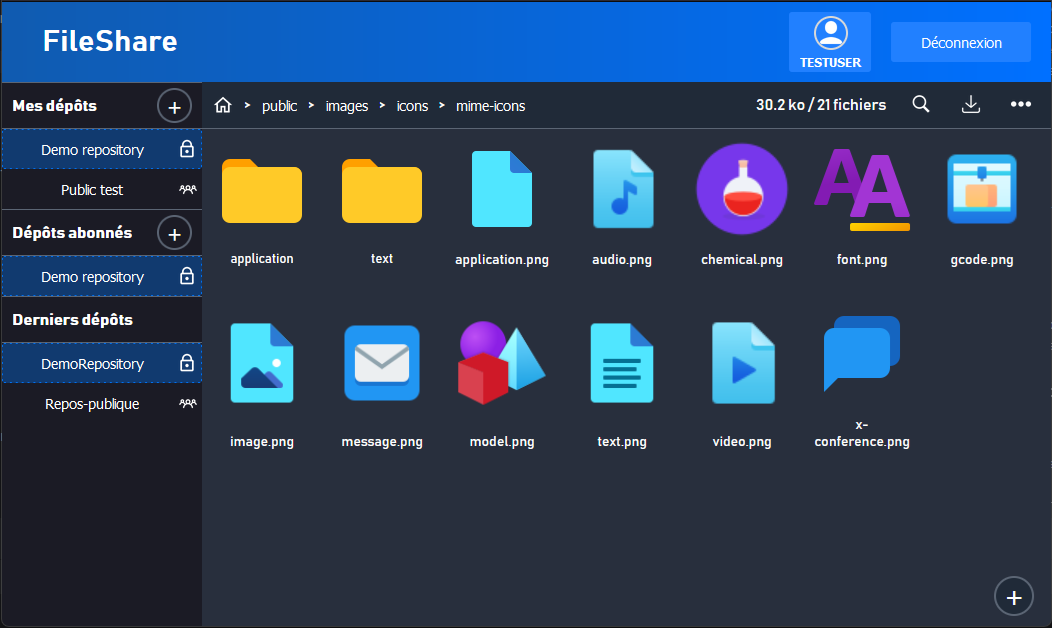 FileShare
TESTUSER
Déconnexion
Mes dépôts
Demo repository
Public test
Dépôts abonnés
Demo repository
Derniers dépôts
DemoRepository
Repos-publique
public > images > icons > mime-icons
30.2 ko / 21 fichiers
application
text
application.png
audio.png
chemical.png
font.png
gcode.png
image.png
message.png
model.png
text.png
video.png
x-
conference.png